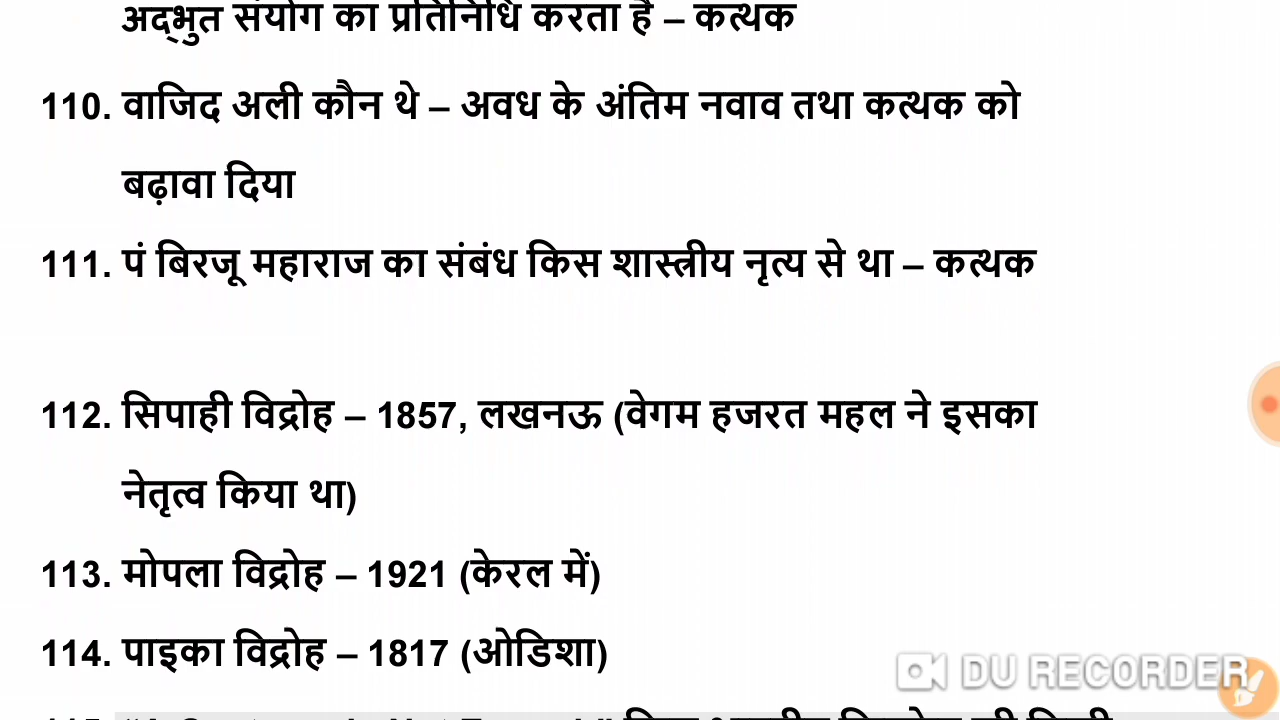 अद्भुत संयोग का प्रतिनिधि करता है – कत्थक
110. वाजिद अली कौन थे – अवध के अंतिम नवाव तथा कत्थक को
बढ़ावा दिया
111. पं बिरजू महाराज का संबंध किस शास्त्रीय नृत्य से था – कत्थक
112. सिपाही विद्रोह – 1857, लखनऊ (वेगम हजरत महल ने इसका
नेतृत्व किया था)
113. मोपला विद्रोह – 1921 (केरल में)
114. पाइका विद्रोह – 1817 (ओडिशा)
DU RECORDER